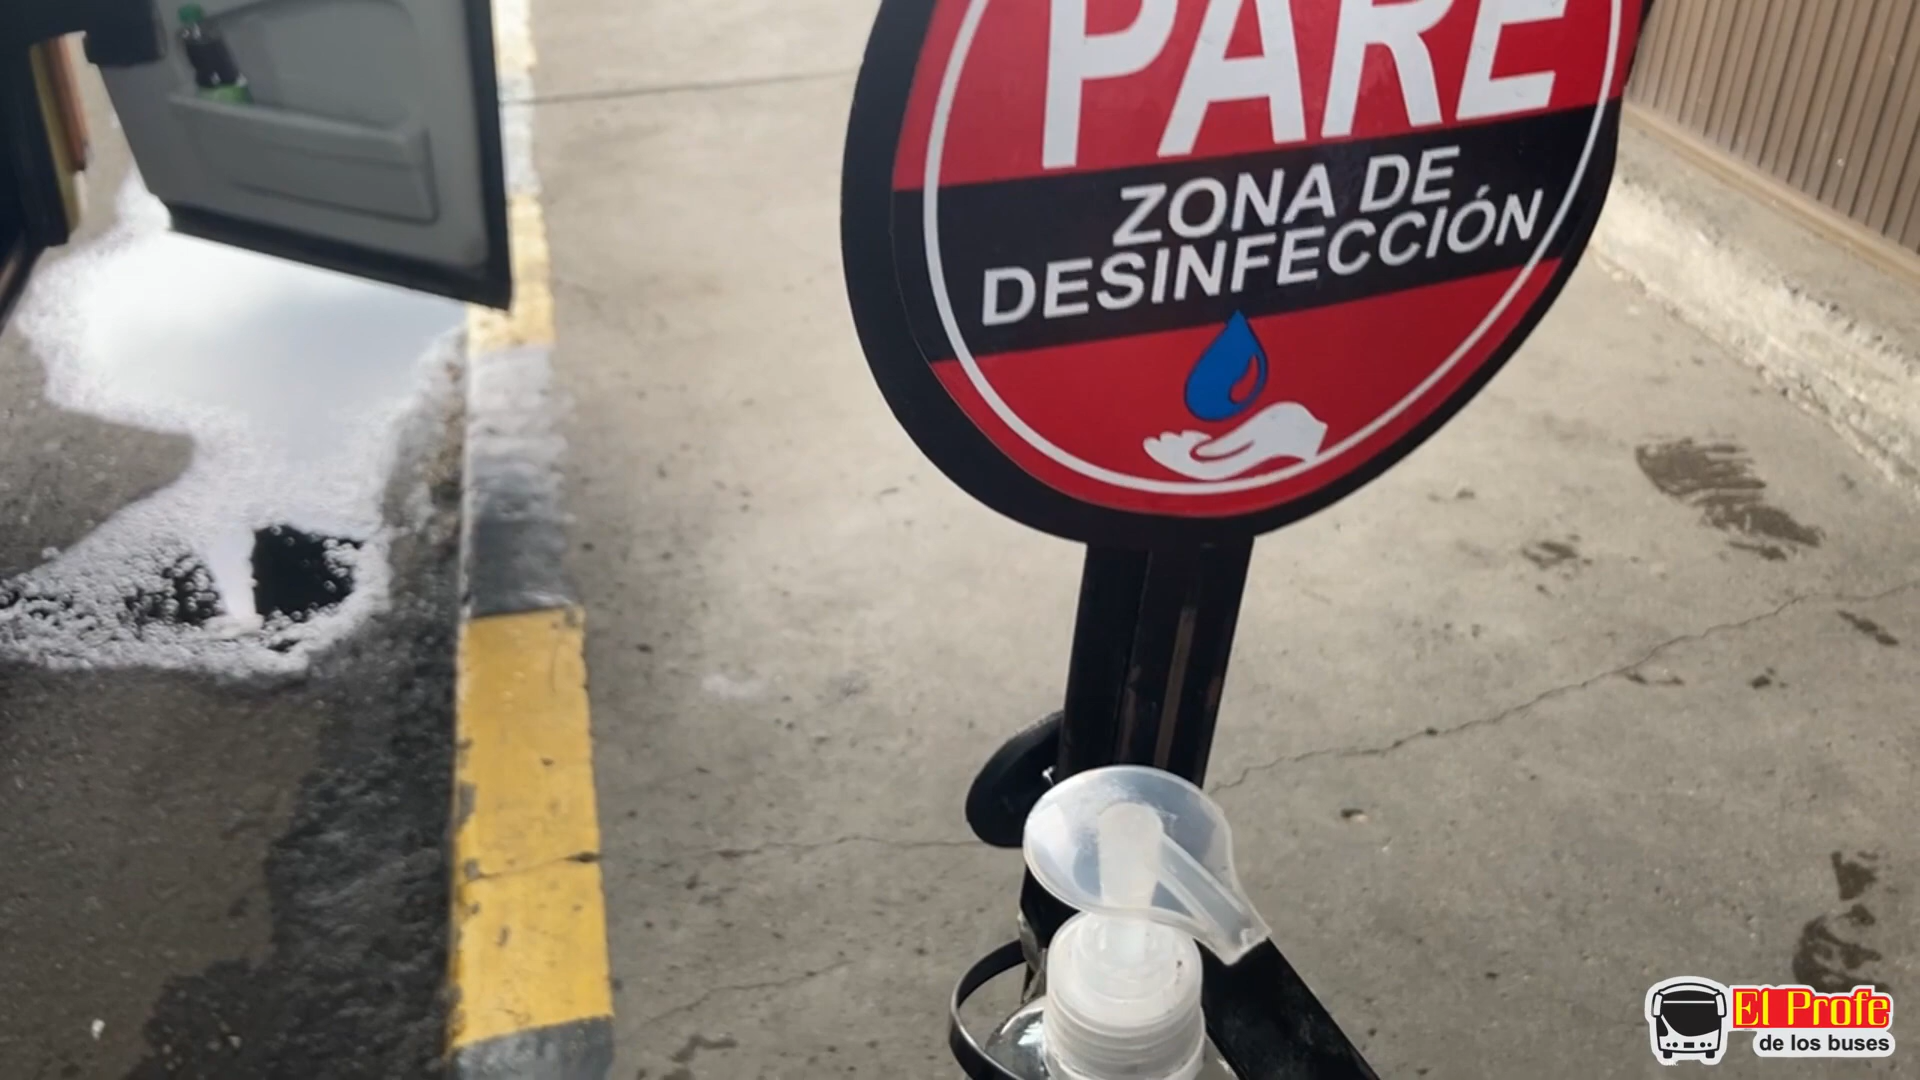 PARE
ZONA DE
DESINFECCIÓN
El Profe
de los buses